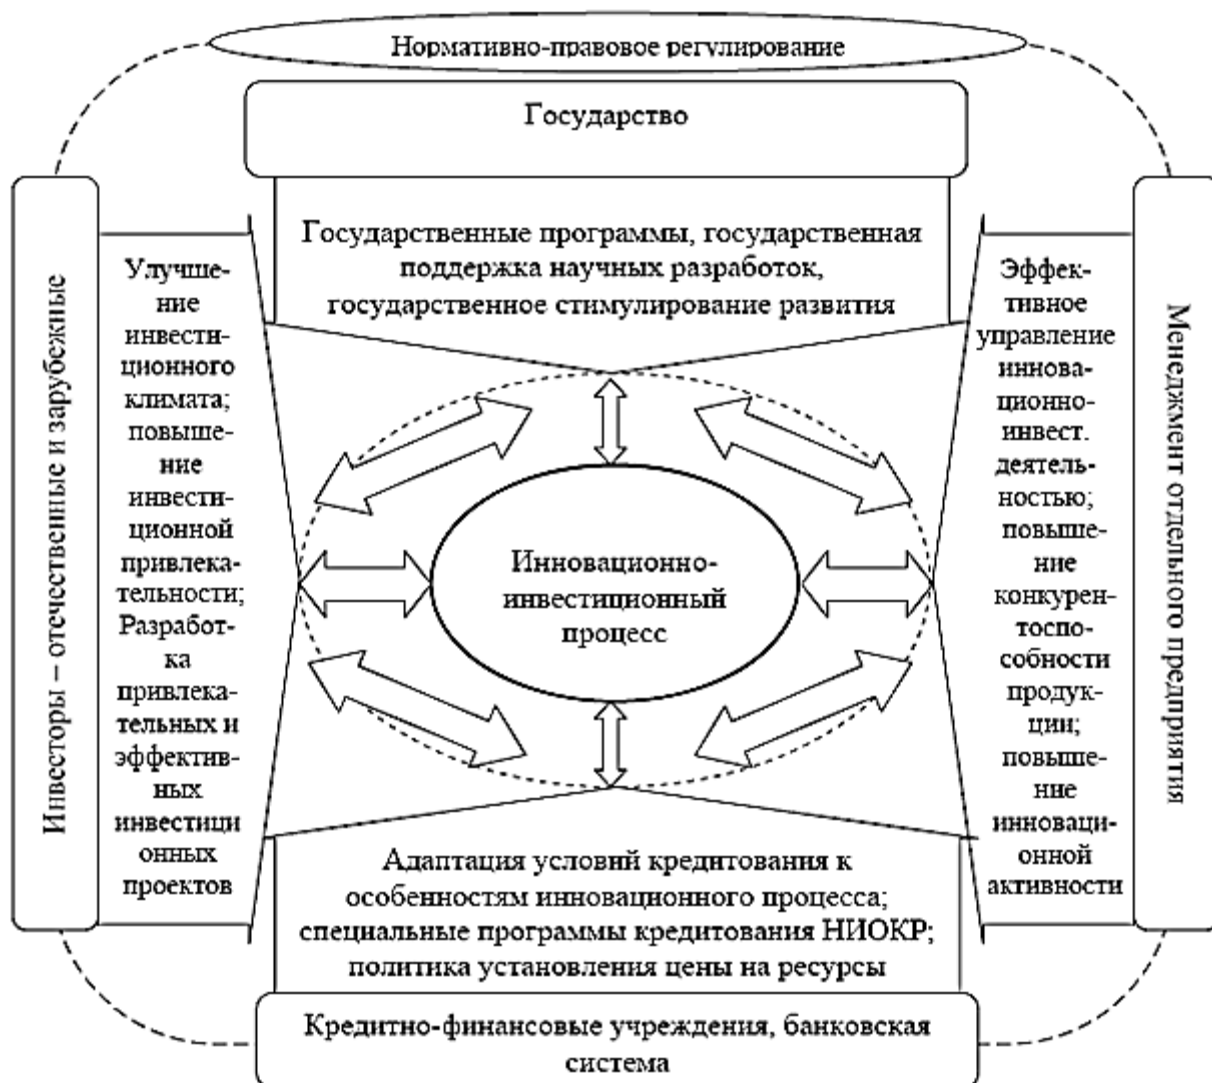 Нормативно-правовое регулирование
Государство
Государственные программы, государственная
поддержка научных разработок,
государственное стимулирование развития
Инвесторы – отечественные и зарубежные
Улучше-
ние
инвести-
ционного
климата;
повыше-
ние
инвести-
ционной
привлека-
тельности;
Разработ-
ка
привлека-
тельных и
эффектив-
ных
инвестици
онных
проектов
Инновационно-
инвестиционный
процесс
Эффек-
тивное
управление
иннова-
ционно-
инвест.
деятель-
ностью;
повыше-
ние
конкурен-
тоспо-
собности
продук-
ции;
повыше-
ние
инноваци-
онной
активности
Менеджмент отдельного предприятия
Адаптация условий кредитования к
особенностям инновационного процесса;
специальные программы кредитования НИОКР;
политика установления цены на ресурсы
Кредитно-финансовые учреждения, банковская
система